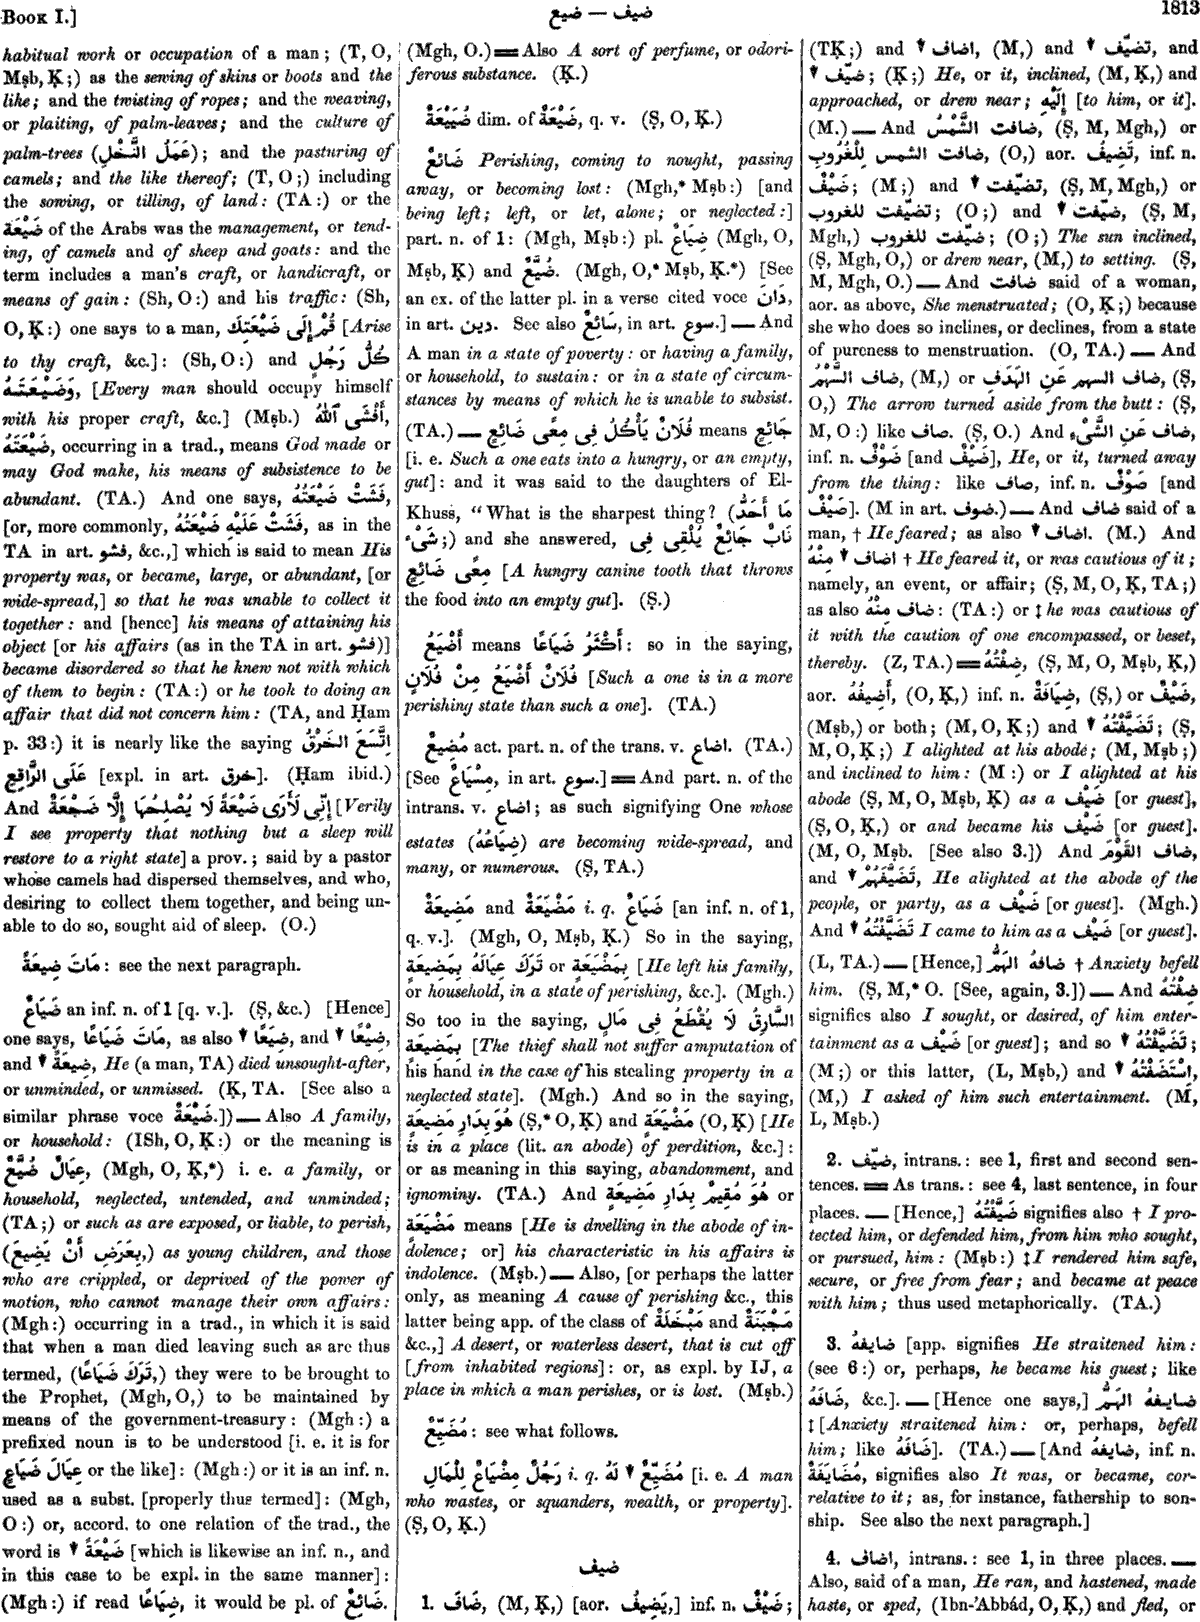 Book I.]
ضيف — ضيع
1813
habitual work or occupation of a man; (T, O,
Mṣb, Ḳ;) as the sewing of skins or boots and the
like; and the twisting of ropes; and the weaving,
or plaiting, of palm-leaves; and the culture of
palm-trees (عَمَلُ النَّخْلِ); and the pasturing of
camels; and the like thereof; (T, O;) including
the sowing, or tilling, of land: (TA:) or the
ضَيْعَة of the Arabs was the management, or tend-
ing, of camels and of sheep and goats: and the
term includes a man's craft, or handicraft, or
means of gain: (Sh, O:) and his traffic: (Sh,
O, Ḳ:) one says to a man, قُمْ إِلَى ضَيْعَتِكَ [Arise
to thy craft, &c.]: (Sh, O:) and كُلُّ رَجُلٍ
وَضَيْعَتَهُ, [Every man should occupy himself
with his proper craft, &c.] (Mṣb.) أَفْشَى ٱللّٰهُ
ضَيْعَتَهُ, occurring in a trad., means God made or
may God make, his means of subsistence to be
abundant. (TA.) And one says, فَشَتْ ضَيْعَتُهُ,
[or, more commonly, فَشَتْ عَلَيْهِ ضَيْعَتُهُ, as in the
TA in art. فشو, &c.,] which is said to mean His
property was, or became, large, or abundant, [or
wide-spread,] so that he was unable to collect it
together: and [hence] his means of attaining his
object [or his affairs (as in the TA in art. فشو)]
became disordered so that he knew not with which
of them to begin: (TA:) or he took to doing an
affair that did not concern him: (TA, and Ḥam
p. 33:) it is nearly like the saying اِتَّسَعَ الخَرْقُ
عَلَى الرَّاقِعِ [expl. in art. خرق]. (Ḥam ibid.)
And إِنِّى لَأَرَى ضَيْعَةً لَا يُصْلِحُهَا إِلَّا ضَجْعَةٌ [Verily
I see property that nothing but a sleep will
restore to a right state] a prov.; said by a pastor
whose camels had dispersed themselves, and who,
desiring to collect them together, and being un-
able to do so, sought aid of sleep. (O.)
مَاتَ ضِيعَةً: see the next paragraph.
ضَيَاعٌ an inf. n. of 1 [q. v.]. (Ṣ, &c.) [Hence]
one says, مَاتَ ضَيَاعًا, as also ▼ ضِيَعًا, and ▼ ضَيْعًا,
and ▼ ضِيعَةً, He (a man, TA) died unsought-after,
or unminded, or unmissed. (Ḳ, TA. [See also a
similar phrase voce ضَيْعَةٌ.]) — Also A family,
or household: (ISh, O, Ḳ:) or the meaning is
عِيَالٌ ضُيَّعٌ, (Mgh, O, Ḳ,*) i. e. a family, or
household, neglected, untended, and unminded;
(TA;) or such as are exposed, or liable, to perish,
(بِعَرَضِ أَنْ يَضِيعَ,) as young children, and those
who are crippled, or deprived of the power of
motion, who cannot manage their own affairs:
(Mgh:) occurring in a trad., in which it is said
that when a man died leaving such as are thus
termed, (تَرَكَ ضَيَاعًا,) they were to be brought to
the Prophet, (Mgh, O,) to be maintained by
means of the government-treasury: (Mgh:) a
prefixed noun is to be understood [i. e. it is for
عِيَالَ ضَيَاعٍ or the like]: (Mgh:) or it is an inf. n.
used as a subst. [properly thus termed]: (Mgh,
O:) or, accord. to one relation of the trad., the
word is ▼ ضَيْعَةً [which is likewise an inf. n., and
in this case to be expl. in the same manner]:
(Mgh:) if read ضِيَاعًا, it would be pl. of ضَائِعٌ.
(Mgh, O.) ═ Also A sort of perfume, or odori-
ferous substance. (Ḳ.)
ضُيَيْعَةٌ dim. of ضَيْعَةٌ, q. v. (Ṣ, O, Ḳ.)
ضَائِعٌ Perishing, coming to nought, passing
away, or becoming lost: (Mgh,* Mṣb:) [and
being left; left, or let, alone; or neglected:]
part. n. of 1: (Mgh, Mṣb:) pl. ضِيَاعٌ (Mgh, O,
Mṣb, Ḳ) and ضُيَّعٌ. (Mgh, O,* Mṣb, Ḳ.*) [See
an ex. of the latter pl. in a verse cited voce دَانَ,
in art. دين. See also سَائِعٌ, in art. سوع.] — And
A man in a state of poverty: or having a family,
or household, to sustain: or in a state of circum-
stances by means of which he is unable to subsist.
(TA.) — فُلَانٌ يَأْكُلُ فِى مِعًى ضَائِعٍ means جَائِعٍ
[i. e. Such a one eats into a hungry, or an empty,
gut]: and it was said to the daughters of El-
Khuss, "What is the sharpest thing? (مَا أَحَدُّ
شَىْءٍ;) and she answered, نَابٌ جَائِعٌ يُلْقِى فِى
مِعًى ضَائِعٍ [A hungry canine tooth that throws
the food into an empty gut]. (Ṣ.)
أَضْيَعُ means أَكْثَرُ ضَيَاعًا: so in the saying,
فُلَانٌ أَضْيَعُ مِنْ فُلَانٍ [Such a one is in a more
perishing state than such a one]. (TA.)
مُضِيعٌ act. part. n. of the trans. v. اضاع. (TA.)
[See مِسْيَاعٌ, in art. سوع.] ═ And part. n. of the
intrans. v. اضاع; as such signifying One whose
estates (ضِيَاعُهُ) are becoming wide-spread, and
many, or numerous. (Ṣ, TA.)
مَضِيعَةٌ and مَضْيَعَةٌ i. q. ضَيَاعٌ [an inf. n. of 1,
q. v.]. (Mgh, O, Mṣb, Ḳ.) So in the saying,
تَرَكَ عِيَالَهُ بِمَضِيعَةٍ or بِمَضْيَعَةٍ [He left his family,
or household, in a state of perishing, &c.]. (Mgh.)
So too in the saying, السَّارِقُ لَا يُقْطَعُ فِى مَالٍ
بِمَضِيعَةٍ [The thief shall not suffer amputation of
his hand in the case of his stealing property in a
neglected state]. (Mgh.) And so in the saying,
هُوَ بِدَارِ مَضِيعَةٍ (Ṣ,* O, Ḳ) and مَضْيَعَةٍ (O, Ḳ) [He
is in a place (lit. an abode) of perdition, &c.]:
or as meaning in this saying, abandonment, and
ignominy. (TA.) And هُوَ مُقِيمٌ بِدَارِ مَضِيعَةٍ or
مَضْيَعَةٍ means [He is dwelling in the abode of in-
dolence; or] his characteristic in his affairs is
indolence. (Mṣb.) — Also, [or perhaps the latter
only, as meaning A cause of perishing &c., this
latter being app. of the class of مَبْخَلَةٌ and مَجْبَنَةٌ
&c.,] A desert, or waterless desert, that is cut off
[from inhabited regions]: or, as expl. by IJ, a
place in which a man perishes, or is lost. (Mṣb.)
مُضَيِّعٌ: see what follows.
رَجُلٌ مِضْيَاعٌ لِلْمَالِ i. q. ▼ مُضَيِّعٌ لَهُ [i. e. A man
who wastes, or squanders, wealth, or property].
(Ṣ, O, Ḳ.)
ضيف
1. ضَافَ, (M, Ḳ,) [aor. يَضِيفُ,] inf. n. ضَيْفٌ;
(TḲ;) and ▼ اضاف, (M,) and ▼ تضيّف, and
▼ ضيّف; (Ḳ;) He, or it, inclined, (M, Ḳ,) and
approached, or drew near; إِلَيْهِ [to him, or it].
(M.) — And ضافت الشَّمْسُ, (Ṣ, M, Mgh,) or
ضافت الشمس لِلْغُرُوبِ, (O,) aor. تَضِيفُ, inf. n.
ضَيْفٌ; (M;) and ▼ تضيّفت, (Ṣ, M, Mgh,) or
تضيّفت للغروب; (O;) and ▼ ضيّفت, (Ṣ, M,
Mgh,) ضيّفت للغروب; (O;) The sun inclined,
(Ṣ, Mgh, O,) or drew near, (M,) to setting. (Ṣ,
M, Mgh, O.) — And ضافت said of a woman,
aor. as above, She menstruated; (O, Ḳ;) because
she who does so inclines, or declines, from a state
of pureness to menstruation. (O, TA.) — And
ضاف السَّهْمُ, (M,) or ضاف السهم عَنِ الهَدَفِ, (Ṣ,
O,) The arrow turned aside from the butt: (Ṣ,
M, O:) like صاف. (Ṣ, O.) And ضاف عَنِ الشَّىْءِ,
inf. n. ضَوْفٌ [and ضَيْفٌ], He, or it, turned away
from the thing: like صاف, inf. n. صَوْفٌ [and
صَيْفٌ]. (M in art. ضوف.) — And ضاف said of a
man, † He feared; as also ▼ اضاف. (M.) And
مِنْهُ ▼ اضاف † He feared it, or was cautious of it;
namely, an event, or affair; (Ṣ, M, O, Ḳ, TA;)
as also ضاف مِنْهُ: (TA:) or ‡ he was cautious of
it with the caution of one encompassed, or beset,
thereby. (Z, TA.) ═ ضِفْتُهُ, (Ṣ, M, O, Mṣb, Ḳ,)
aor. أَضِيفُهُ, (O, Ḳ,) inf. n. ضِيَافَةٌ, (Ṣ,) or ضَيْفٌ,
(Mṣb,) or both; (M, O, Ḳ;) and ▼ تَضَيَّفْتُهُ; (Ṣ,
M, O, Ḳ;) I alighted at his abode; (M, Mṣb;)
and inclined to him: (M:) or I alighted at his
abode (Ṣ, M, O, Mṣb, Ḳ) as a ضَيْف [or guest],
(Ṣ, O, Ḳ,) or and became his ضَيْف [or guest].
(M, O, Mṣb. [See also 3.]) And ضاف القَوْمَ,
and ▼ تَضَيَّفَهُمْ, He alighted at the abode of the
people, or party, as a ضَيْف [or guest]. (Mgh.)
And ▼ تَضَيَّفْتُهُ I came to him as a ضَيْف [or guest].
(L, TA.) — [Hence,] ضافهُ الهَمُّ † Anxiety befell
him. (Ṣ, M,* O. [See, again, 3.]) — And ضِفْتُهُ
signifies also I sought, or desired, of him enter-
tainment as a ضَيْف [or guest]; and so ▼ تَضَيَّفْتُهُ;
(M;) or this latter, (L, Mṣb,) and ▼ اِسْتَضَفْتُهُ,
(M,) I asked of him such entertainment. (M,
L, Mṣb.)
2. ضيّف, intrans.: see 1, first and second sen-
tences. ═ As trans.: see 4, last sentence, in four
places. — [Hence,] ضَيَّفْتُهُ signifies also † I pro-
tected him, or defended him, from him who sought,
or pursued, him: (Mṣb:) ‡ I rendered him safe,
secure, or free from fear; and became at peace
with him; thus used metaphorically. (TA.)
3. ضايفهُ [app. signifies He straitened him:
(see 6:) or, perhaps, he became his guest; like
ضَافَهُ, &c.]. — [Hence one says,] ضايفهُ الهَمُّ
‡ [Anxiety straitened him: or, perhaps, befell
him; like ضَافَهُ]. (TA.) — [And ضايفهُ, inf. n.
مُضَايَفَةٌ, signifies also It was, or became, cor-
relative to it; as, for instance, fathership to son-
ship. See also the next paragraph.]
4. اضاف, intrans.: see 1, in three places. —
Also, said of a man, He ran, and hastened, made
haste, or sped, (Ibn-'Abbád, O, Ḳ,) and fled, or